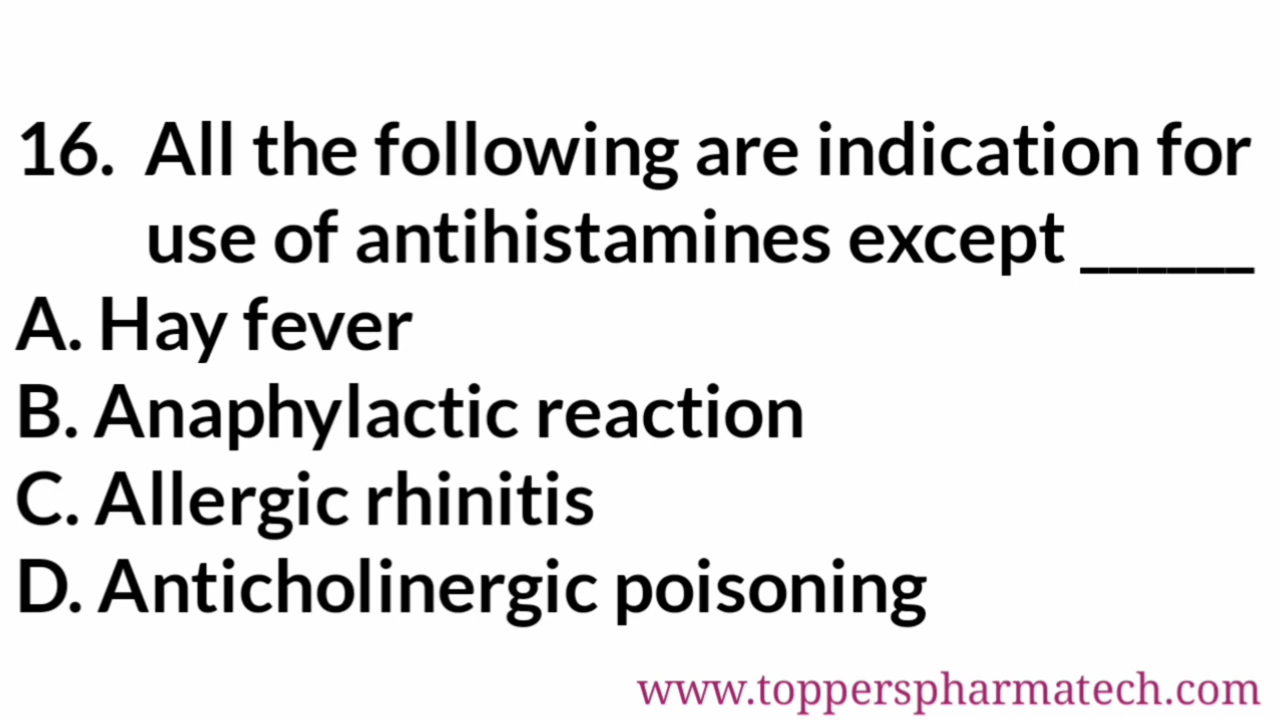 16. All the following are indication for
use of antihistamines except ______
A. Hay fever
B. Anaphylactic reaction
C. Allergic rhinitis
D. Anticholinergic poisoning
www.topperspharmatech.com